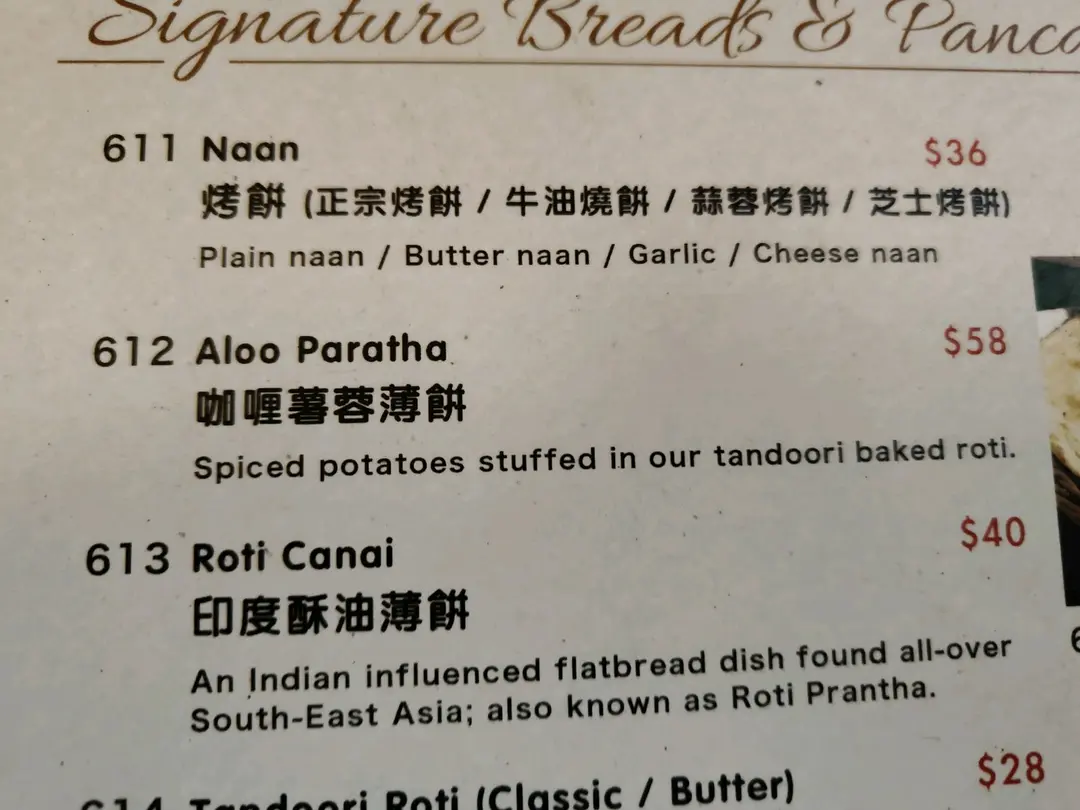 Signature Breads &
611 Naan $36
烤餅 (正宗烤餅 / 牛油燒餅 / 蒜蓉烤餅 / 芝士烤餅)
Plain naan / Butter naan / Garlic / Cheese naan
612 Aloo Paratha $58
咖喱薯蓉薄餅
Spiced potatoes stuffed in our tandoori baked roti.
613 Roti Canai $40
印度酥油薄餅
An Indian influenced flatbread dish found all-over
South-East Asia; also known as Roti Prantha.
614 Tandoori Roti (Classic / Butter) $28